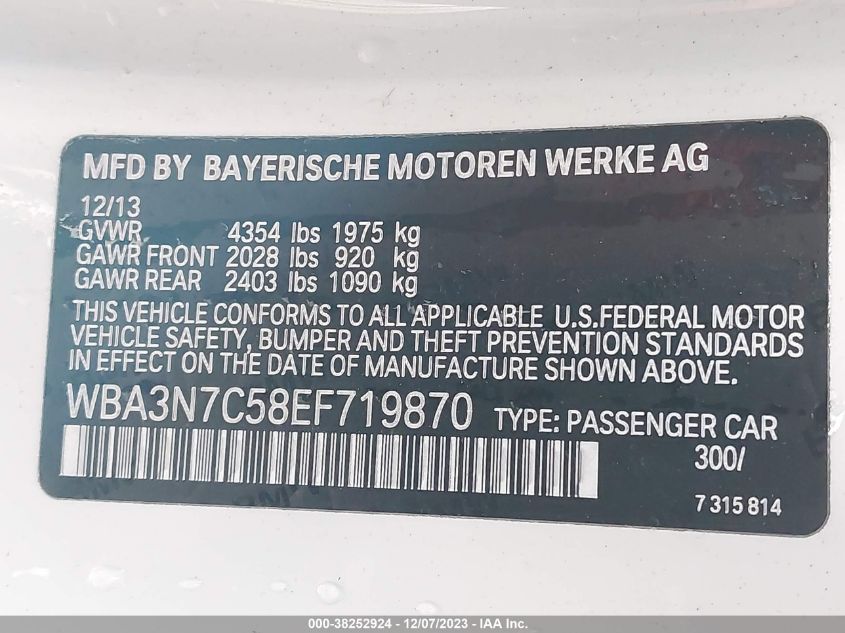 MFD BY BAYERISCHE MOTOREN WERKE AG
12/13
GVWR 4354 lbs 1975 kg
GAWR FRONT 2028 lbs 920 kg
GAWR REAR 2403 lbs 1090 kg
THIS VEHICLE CONFORMS TO ALL APPLICABLE U.S.FEDERAL MOTOR
VEHICLE SAFETY, BUMPER AND THEFT PREVENTION STANDARDS
IN EFFECT ON THE DATE OF MANUFACTURE SHOWN ABOVE.
WBA3N7C58EF719870 TYPE: PASSENGER CAR
300/
7 315 814
000-38252924 - 12/07/2023 - Copyright © 2023 IAA, Inc.